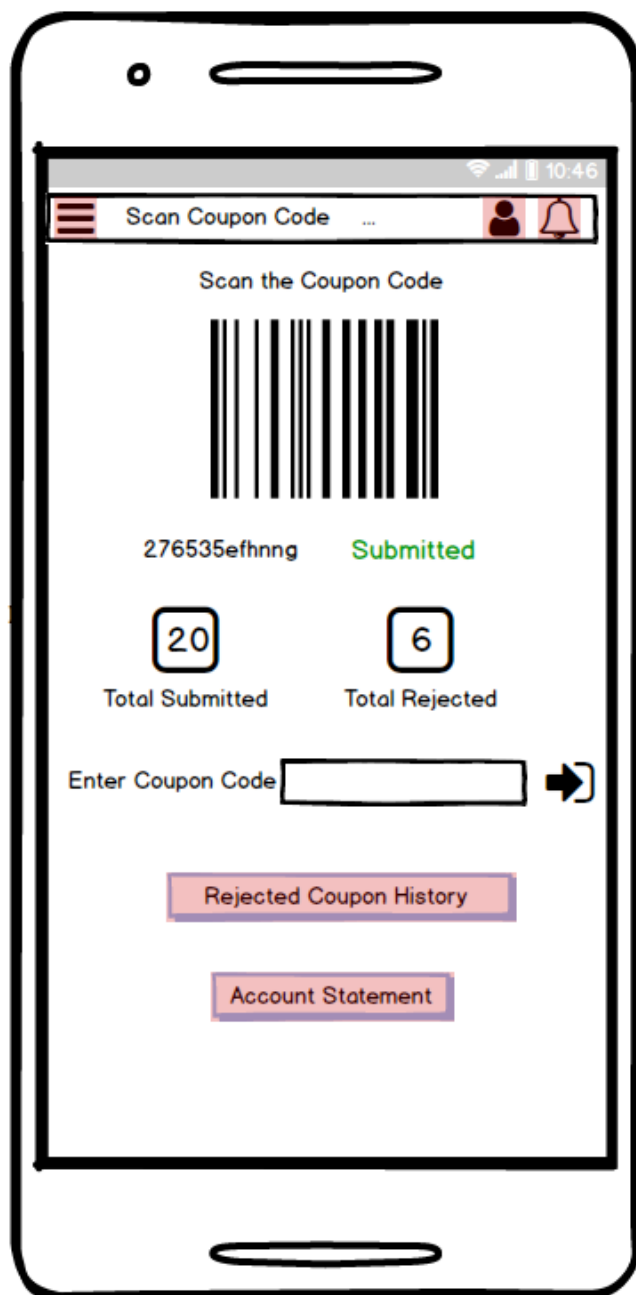 10:46
Scan Coupon Code ...
Scan the Coupon Code
276535efhnng Submitted
20 6
Total Submitted Total Rejected
Enter Coupon Code
Rejected Coupon History
Account Statement